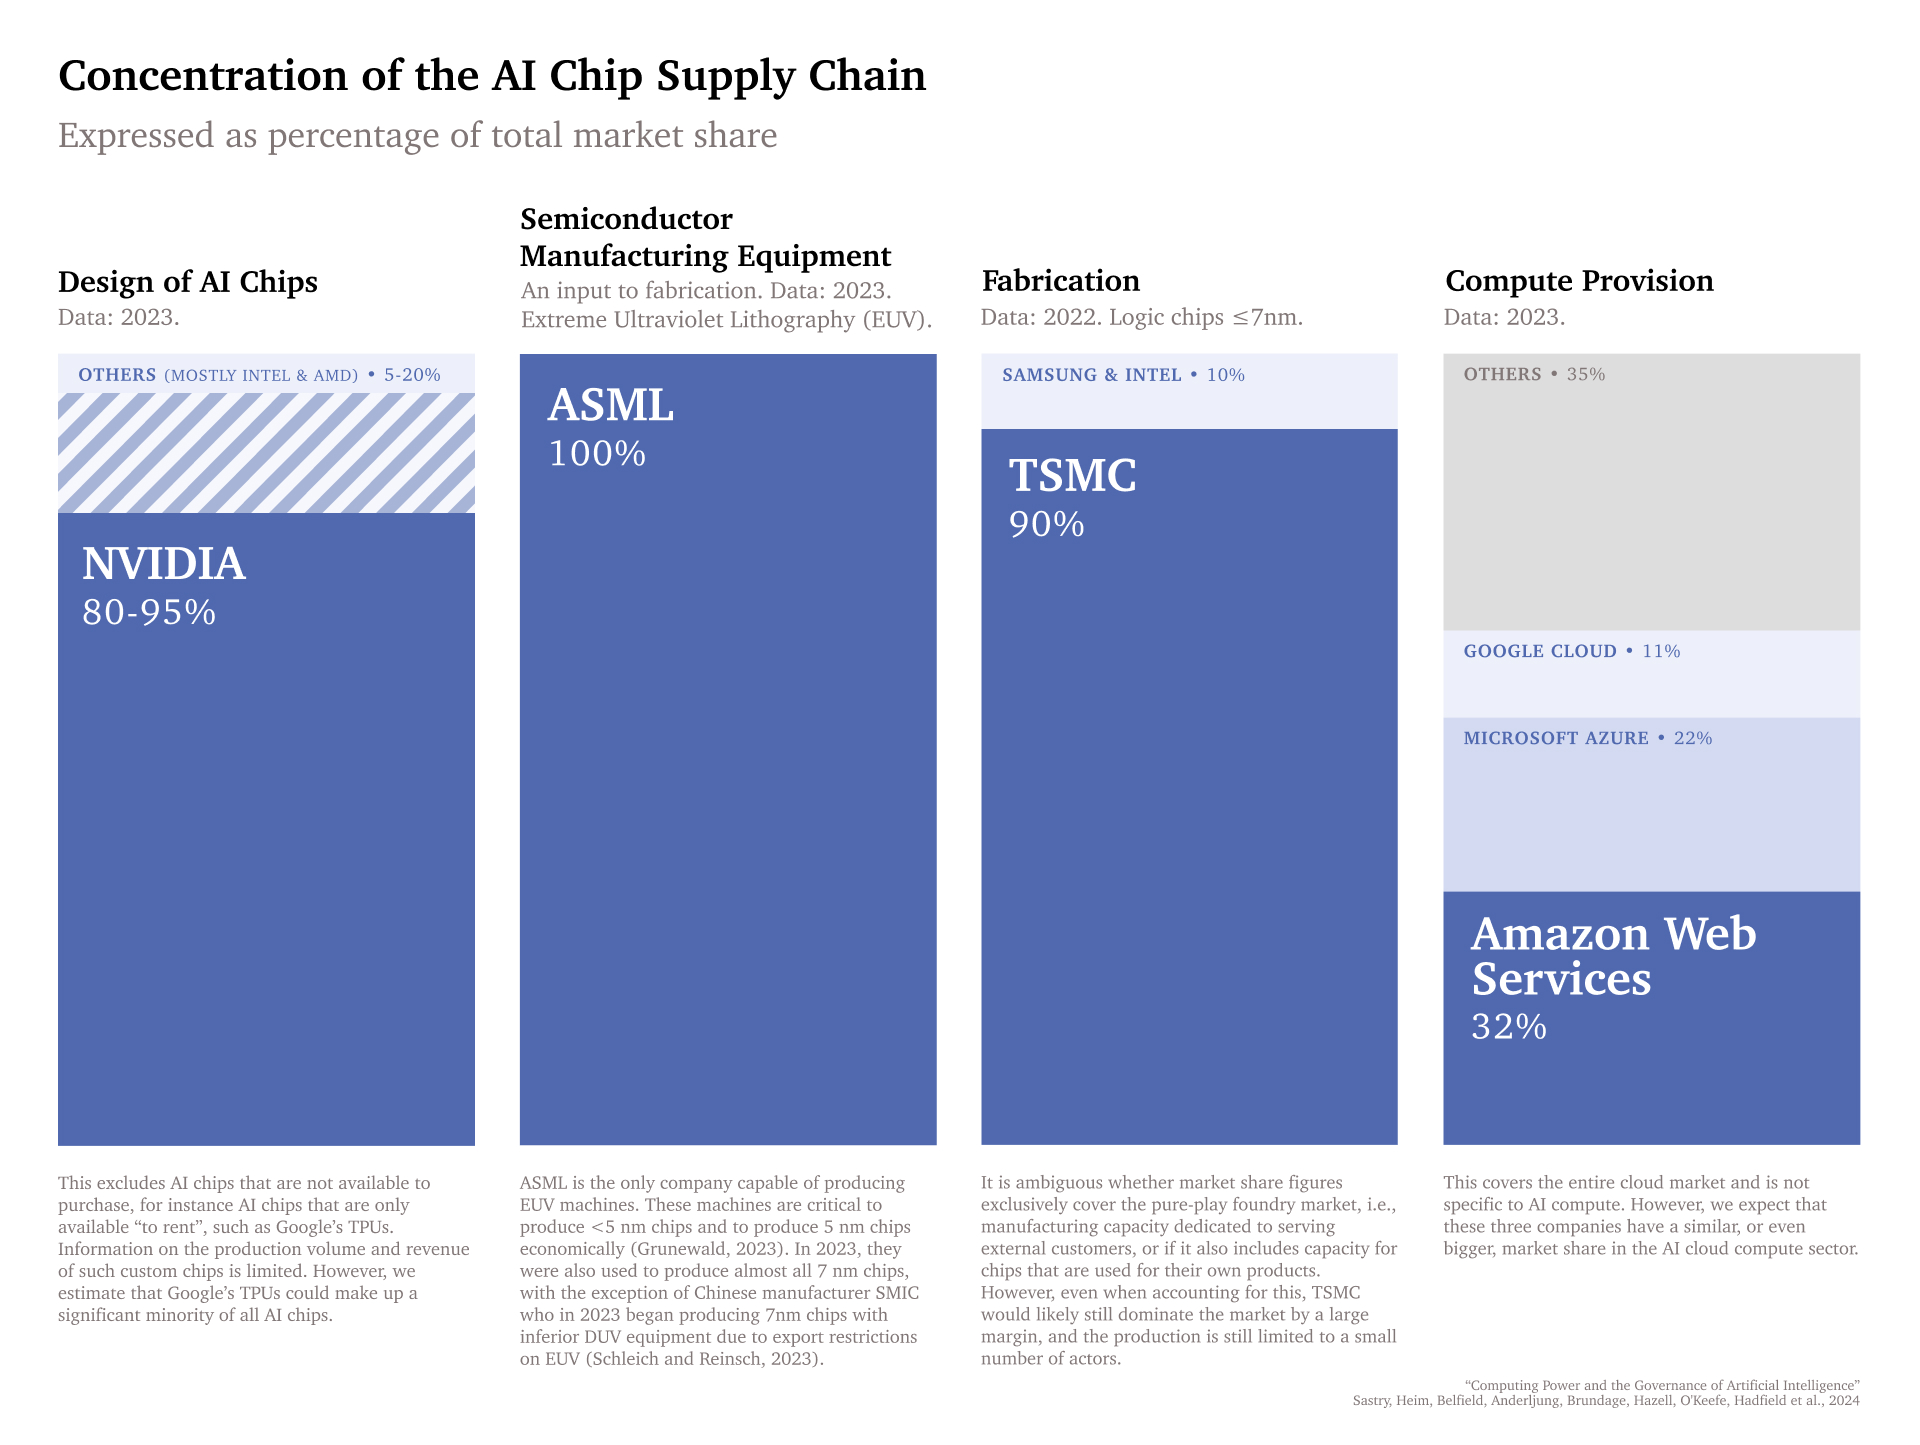 Concentration of the AI Chip Supply Chain
Expressed as percentage of total market share
Design of AI Chips
Data: 2023.
OTHERS (MOSTLY INTEL & AMD) • 5-20%
NVIDIA
80-95%
This excludes AI chips that are not available to
purchase, for instance AI chips that are only
available “to rent”, such as Google’s TPUs.
Information on the production volume and revenue
of such custom chips is limited. However, we
estimate that Google’s TPUs could make up a
significant minority of all AI chips.
Semiconductor
Manufacturing Equipment
An input to fabrication. Data: 2023.
Extreme Ultraviolet Lithography (EUV).
ASML
100%
ASML is the only company capable of producing
EUV machines. These machines are critical to
produce <5 nm chips and to produce 5 nm chips
economically (Grunewald, 2023). In 2023, they
were also used to produce almost all 7 nm chips,
with the exception of Chinese manufacturer SMIC
who in 2023 began producing 7nm chips with
inferior DUV equipment due to export restrictions
on EUV (Schleich and Reinsch, 2023).
Fabrication
Data: 2022. Logic chips ≤7nm.
SAMSUNG & INTEL • 10%
TSMC
90%
It is ambiguous whether market share figures
exclusively cover the pure-play foundry market, i.e.,
manufacturing capacity dedicated to serving
external customers, or if it also includes capacity for
chips that are used for their own products.
However, even when accounting for this, TSMC
would likely still dominate the market by a large
margin, and the production is still limited to a small
number of actors.
Compute Provision
Data: 2023.
OTHERS • 35%
GOOGLE CLOUD • 11%
MICROSOFT AZURE • 22%
Amazon Web
Services
32%
This covers the entire cloud market and is not
specific to AI compute. However, we expect that
these three companies have a similar, or even
bigger, market share in the AI cloud compute sector.
“Computing Power and the Governance of Artificial Intelligence”
Sastry, Heim, Belfield, Anderljung, Brundage, Hazell, O'Keefe, Hadfield et al., 2024